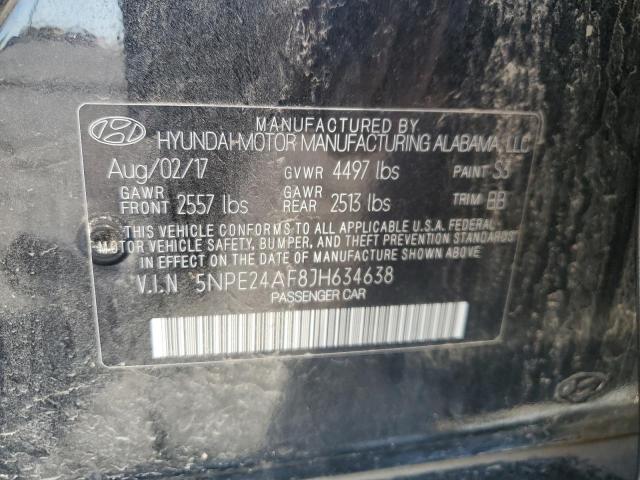 MANUFACTURED BY
HYUNDAI MOTOR MANUFACTURING ALABAMA, LLC
Aug/02/17 GVWR 4497 lbs PAINT S3
GAWR FRONT 2557 lbs GAWR REAR 2513 lbs TRIM BB
THIS VEHICLE CONFORMS TO ALL APPLICABLE U.S.A. FEDERAL
MOTOR VEHICLE SAFETY, BUMPER, AND THEFT PREVENTION STANDARDS
IN EFFECT ON THE DATE OF MANUFACTURE SHOWN ABOVE.
V.I.N 5NPE24AF8JH634638
PASSENGER CAR